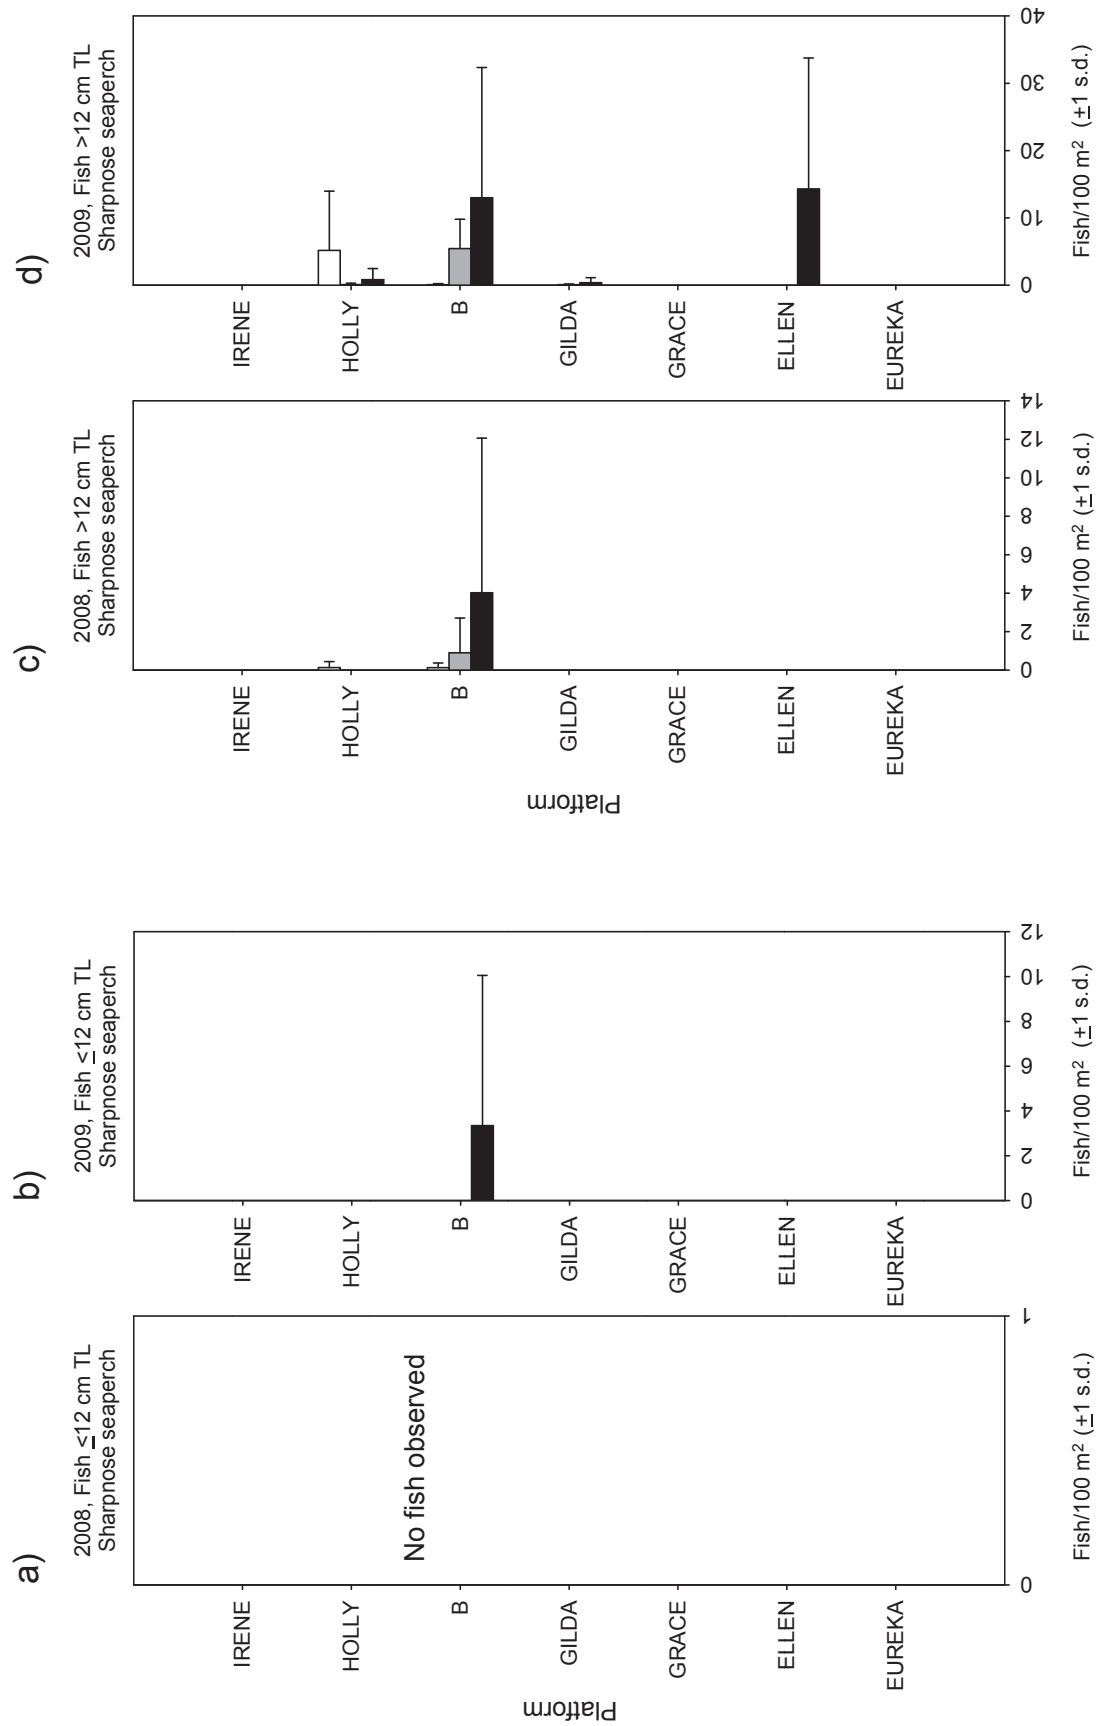 a)
2008, Fish <12 cm TL
Sharpnose seaperch
No fish observed
Platform
IRENE
HOLLY
B
GILDA
GRACE
ELLEN
EUREKA
0
1
Fish/100 m² (±1 s.d.)
b)
2009, Fish <12 cm TL
Sharpnose seaperch
IRENE
HOLLY
B
GILDA
GRACE
ELLEN
EUREKA
0
2
4
6
8
10
12
Fish/100 m² (±1 s.d.)
c)
2008, Fish >12 cm TL
Sharpnose seaperch
Platform
IRENE
HOLLY
B
GILDA
GRACE
ELLEN
EUREKA
0
2
4
6
8
10
12
14
Fish/100 m² (±1 s.d.)
d)
2009, Fish >12 cm TL
Sharpnose seaperch
IRENE
HOLLY
B
GILDA
GRACE
ELLEN
EUREKA
0
10
20
30
40
Fish/100 m² (±1 s.d.)